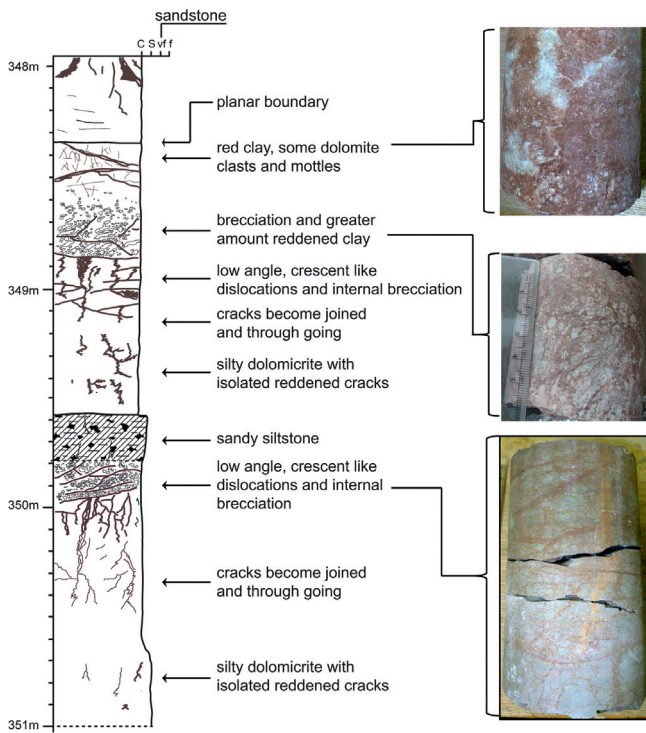 sandstone
C S vf f
348m
planar boundary
red clay, some dolomite
clasts and mottles
brecciation and greater
amount reddened clay
low angle, crescent like
dislocations and internal brecciation
349m
cracks become joined
and through going
silty dolomicrite with
isolated reddened cracks
sandy siltstone
low angle, crescent like
dislocations and internal
brecciation
350m
cracks become joined
and through going
silty dolomicrite with
isolated reddened cracks
351m